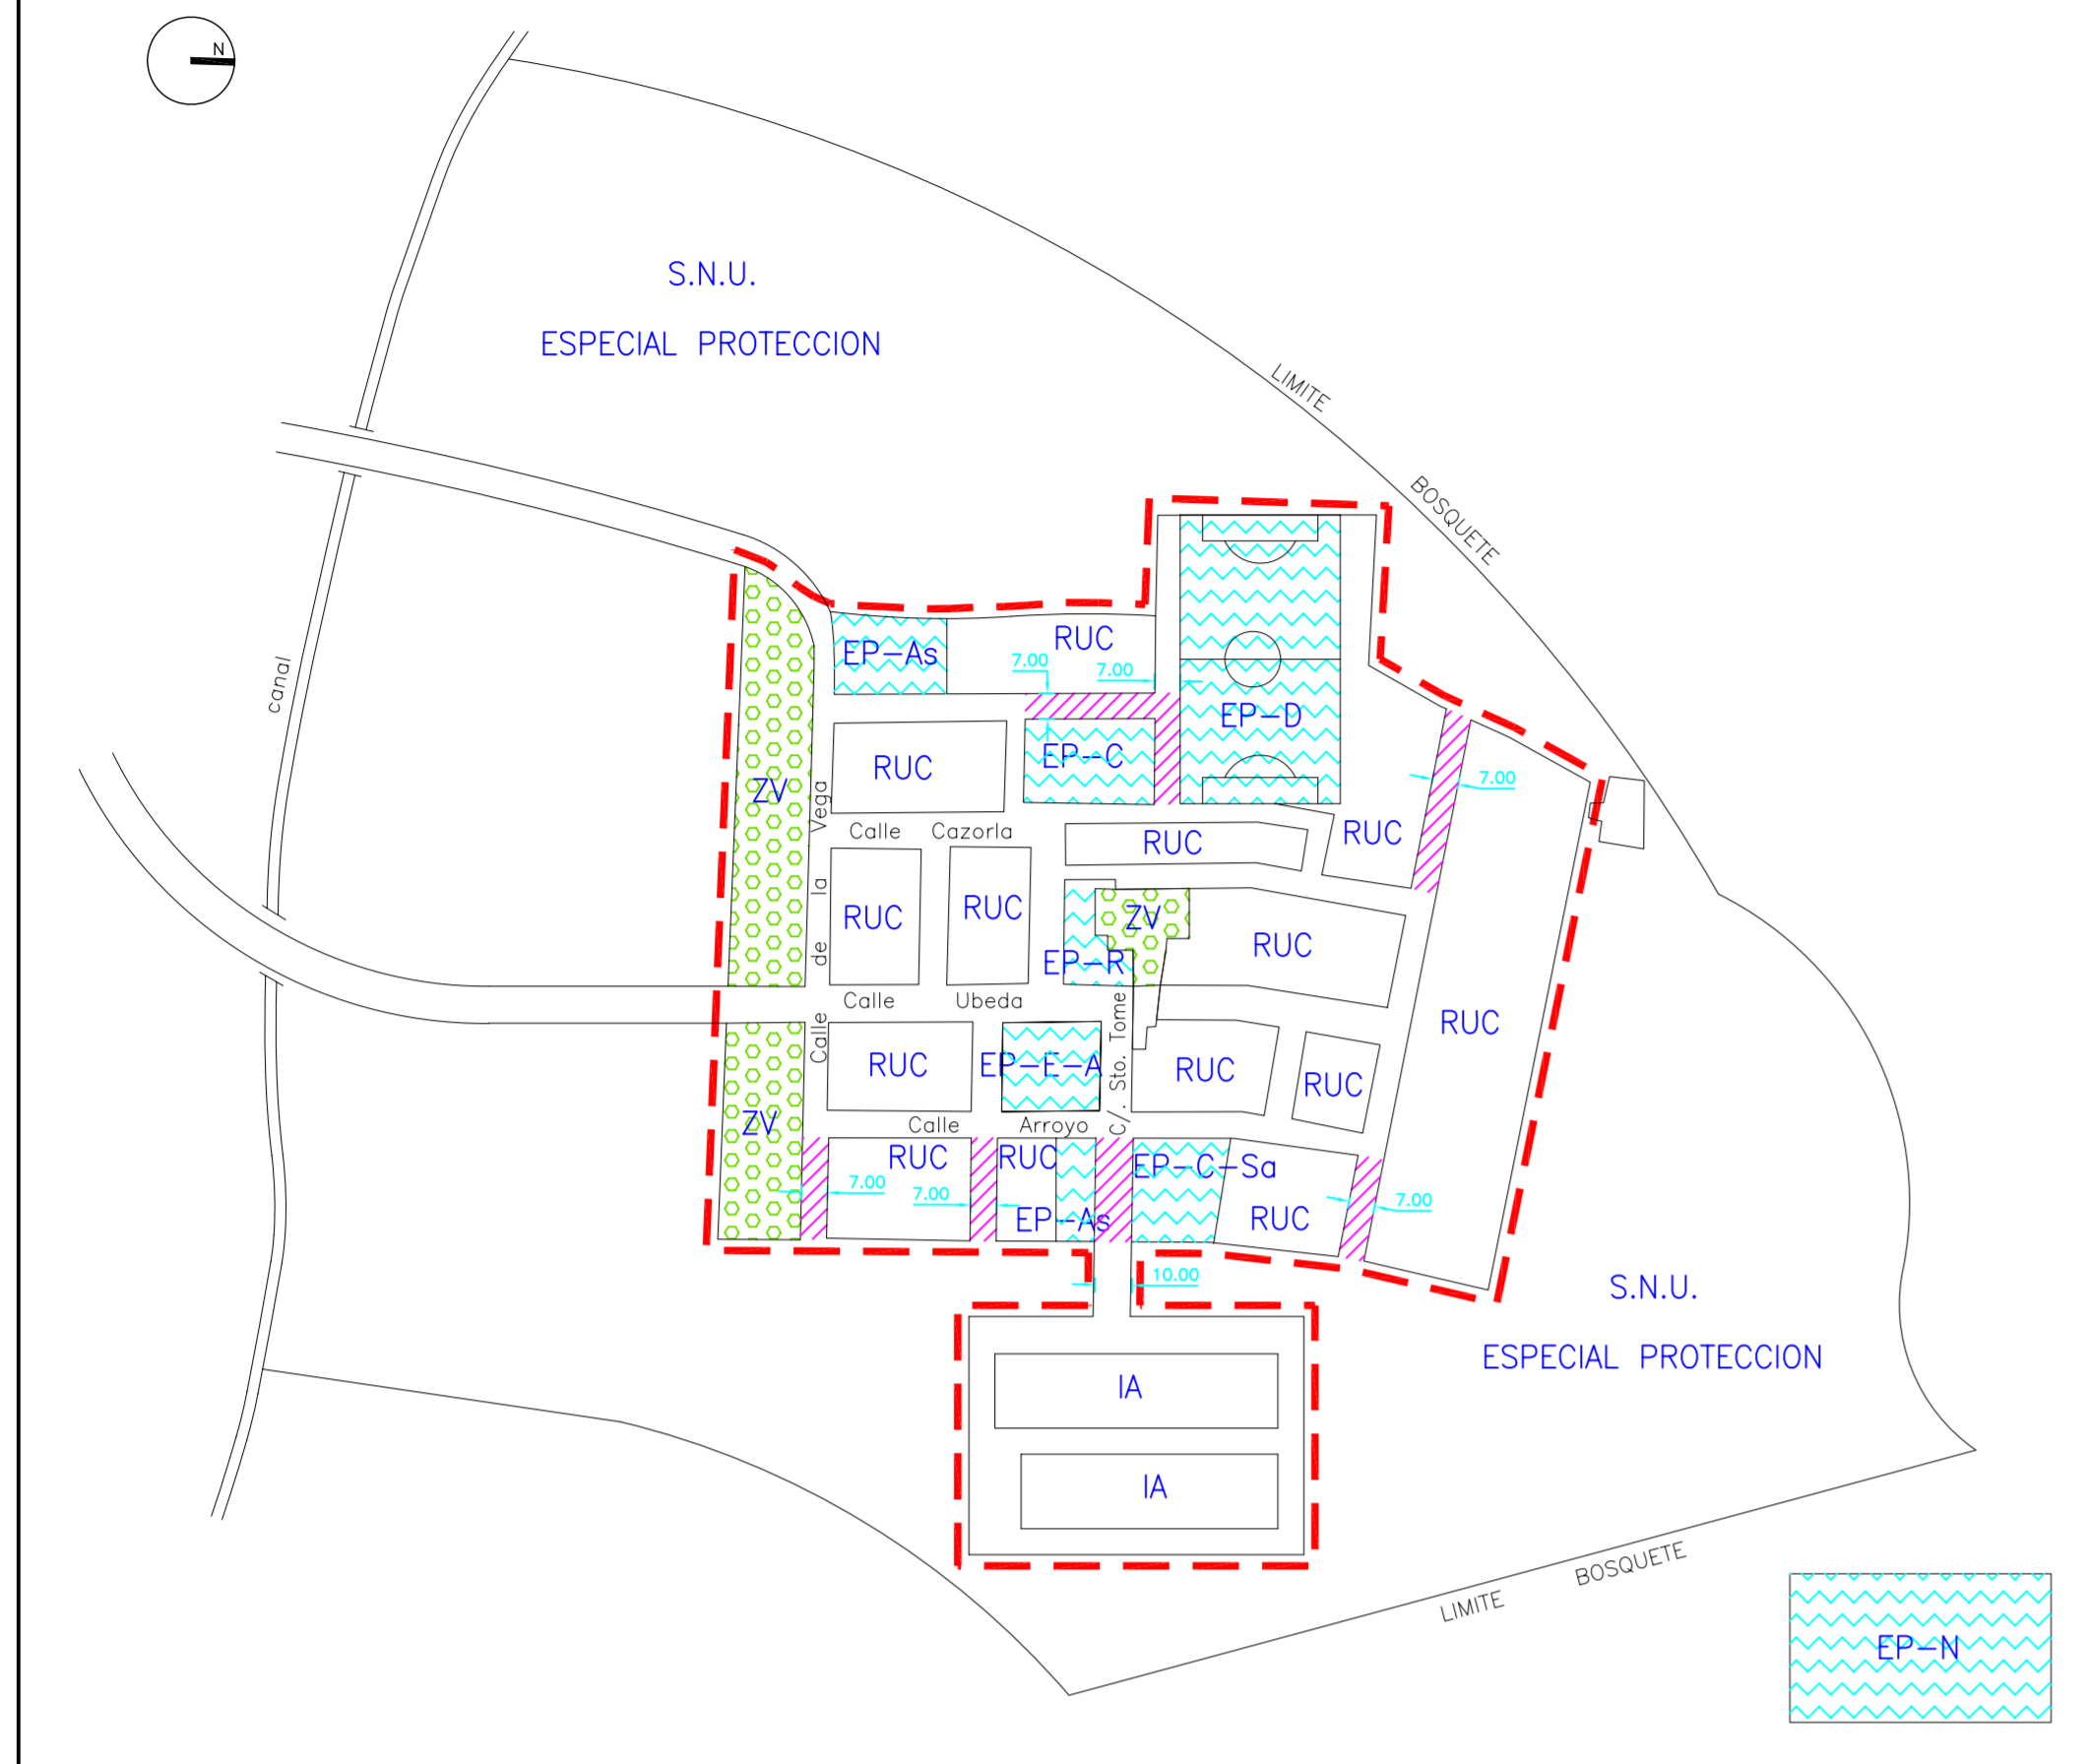 N
S.N.U.
ESPECIAL PROTECCION
LIMITE
BOSQUETE
canal
EP-As
RUC
7.00
7.00
EP-D
EP-C
RUC
ZV
7.00
Calle de la Vega
Calle Cazorla
RUC
RUC
RUC
RUC
ZV
RUC
EP-R
Calle Ubeda
C/. Sto. Tome
RUC
RUC
EP-E-A
RUC
RUC
ZV
Calle Arroyo
RUC
RUC
EP-C-Sa
7.00
7.00
7.00
EP-As
RUC
10.00
S.N.U.
ESPECIAL PROTECCION
IA
IA
LIMITE BOSQUETE
EP-N